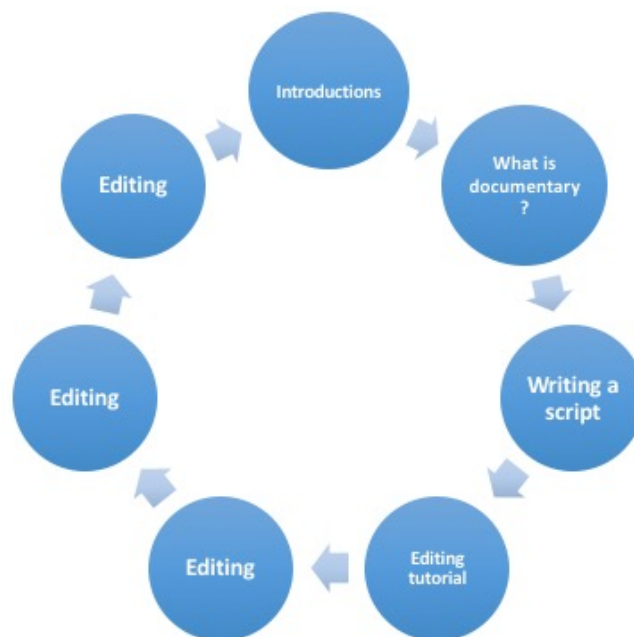 Introductions
What is
documentary
?
Writing a
script
Editing
tutorial
Editing
Editing
Editing